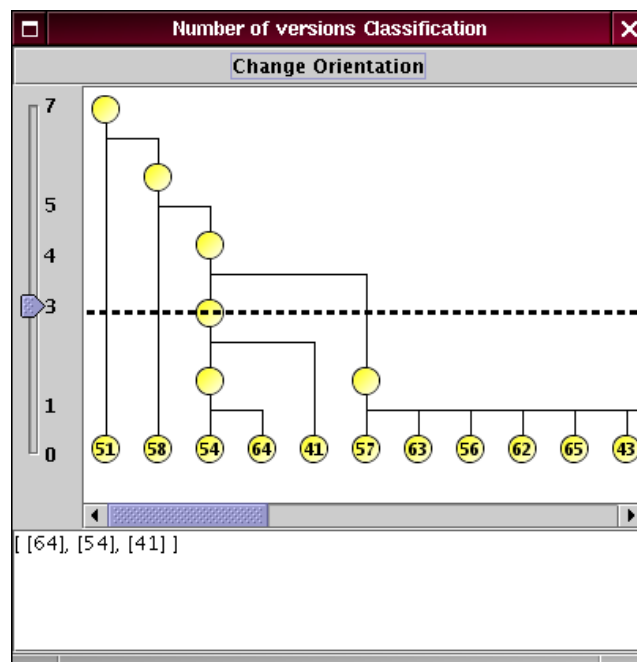 Number of versions Classification
Change Orientation
7
5
4
3
1
0
51 58 54 64 41 57 63 56 62 65 43
[ [64], [54], [41] ]